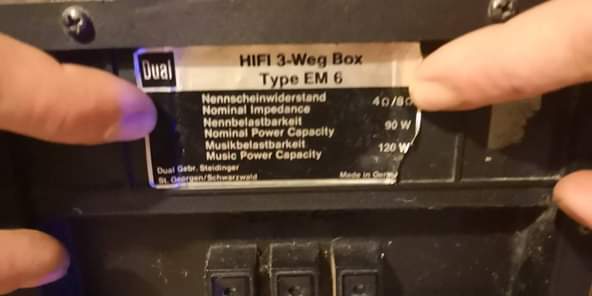 Dual
HIFI 3-Weg Box
Type EM 6
Nennscheinwiderstand
Nominal Impedance 4Ω/8Ω
Nennbelastbarkeit
Nominal Power Capacity 90 W
Musikbelastbarkeit
Music Power Capacity 120 W
Dual Gebr. Steidinger
St. Georgen/Schwarzwald
Made in Germ